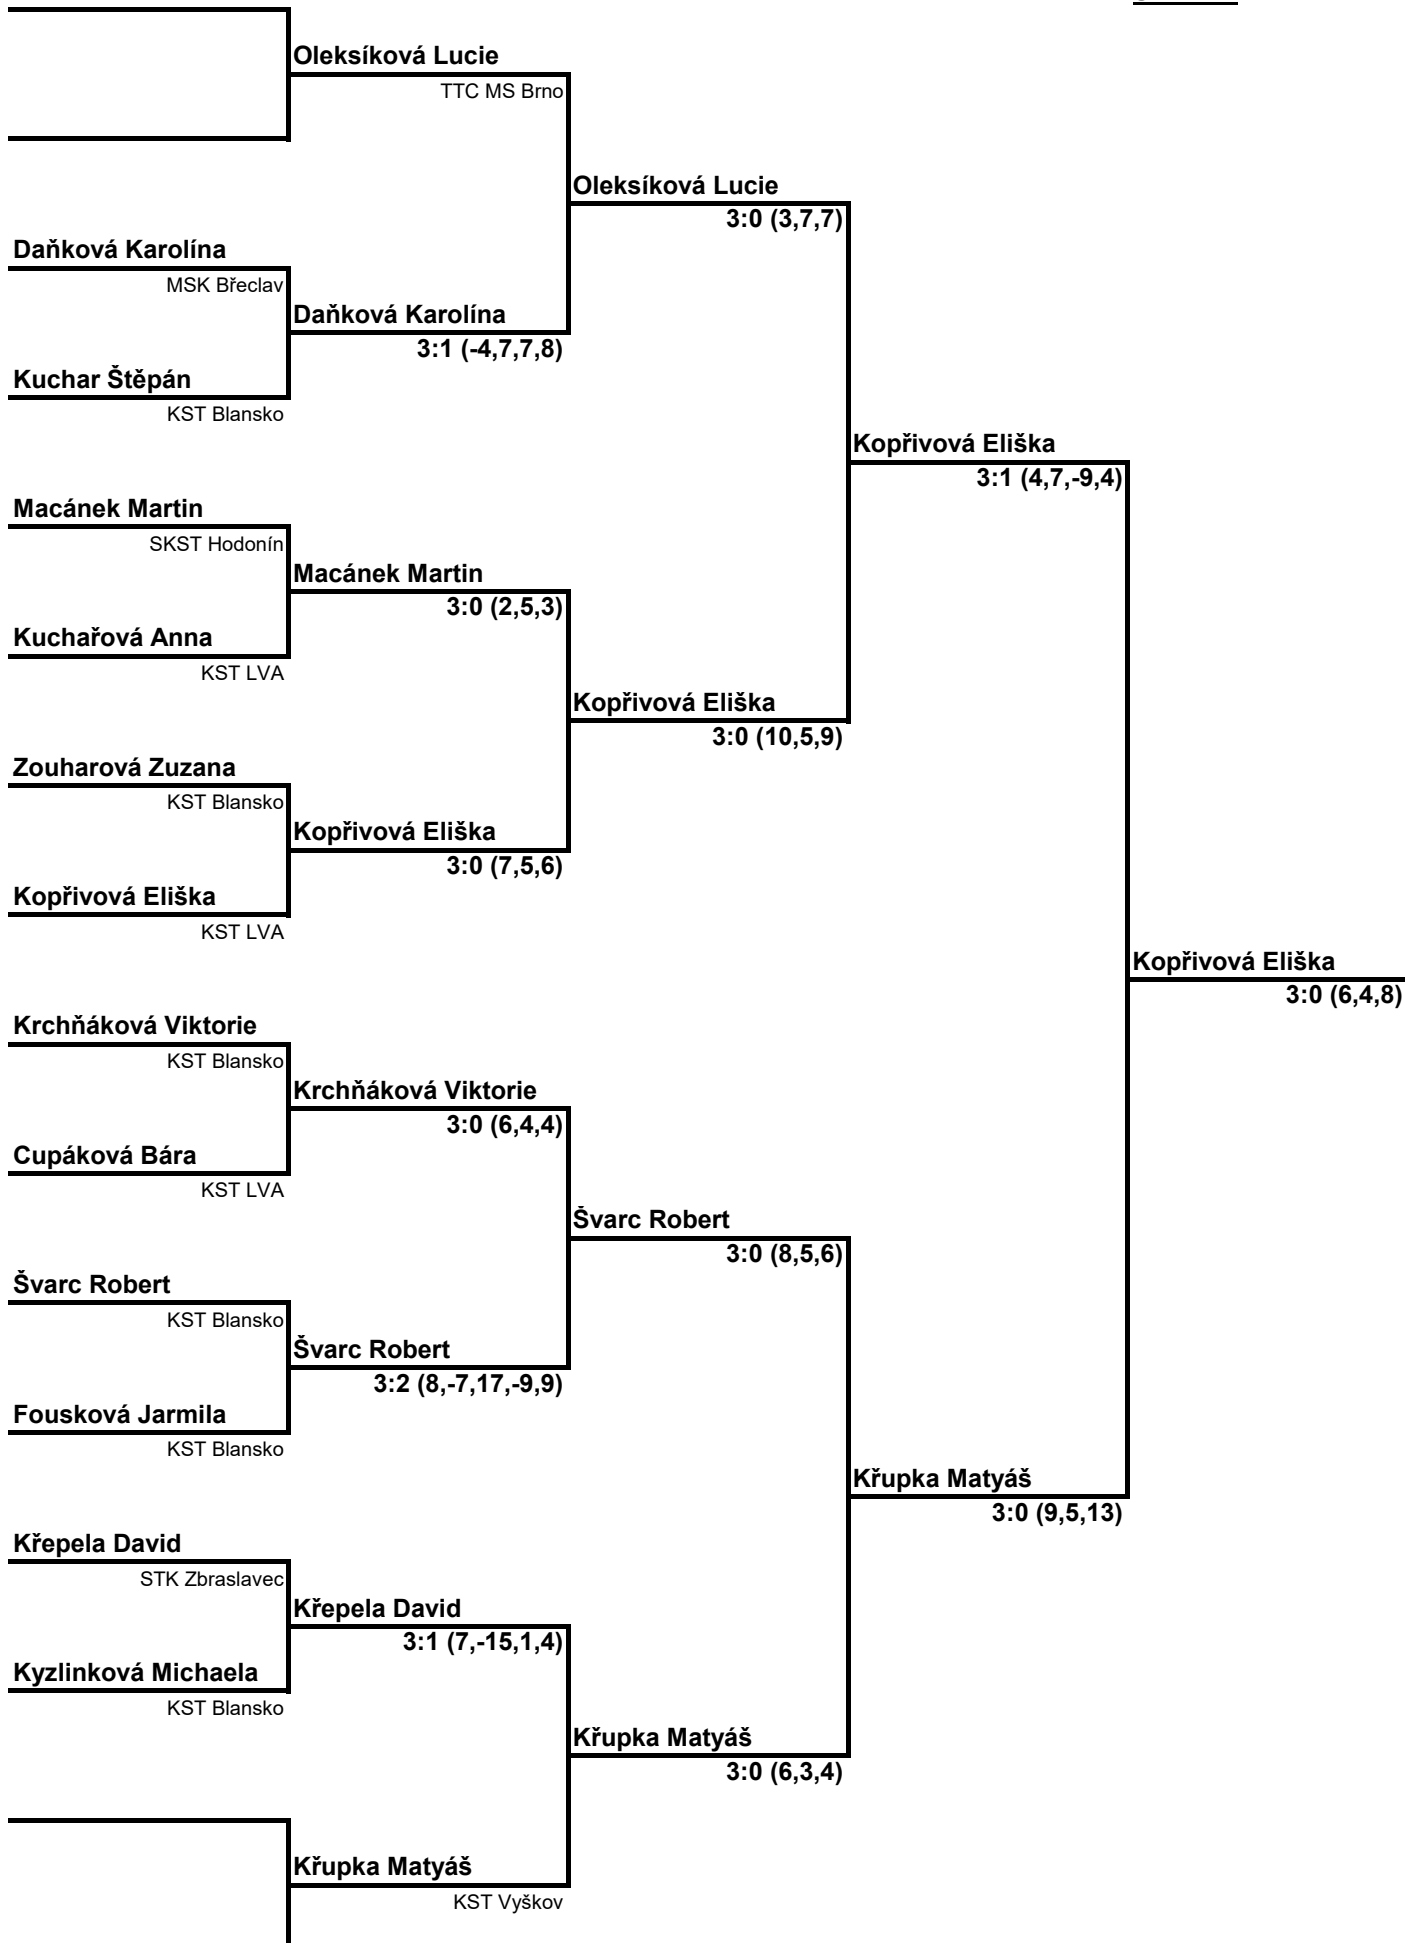 Oleksíková Lucie
TTC MS Brno
Oleksíková Lucie
3:0 (3,7,7)
Daňková Karolína
MSK Břeclav
Daňková Karolína
3:1 (-4,7,7,8)
Kuchar Štěpán
KST Blansko
Kopřivová Eliška
3:1 (4,7,-9,4)
Macánek Martin
SKST Hodonín
Macánek Martin
3:0 (2,5,3)
Kuchařová Anna
KST LVA
Kopřivová Eliška
3:0 (10,5,9)
Zouharová Zuzana
KST Blansko
Kopřivová Eliška
3:0 (7,5,6)
Kopřivová Eliška
KST LVA
Kopřivová Eliška
3:0 (6,4,8)
Krchňáková Viktorie
KST Blansko
Krchňáková Viktorie
3:0 (6,4,4)
Cupáková Bára
KST LVA
Švarc Robert
3:0 (8,5,6)
Švarc Robert
KST Blansko
Švarc Robert
3:2 (8,-7,17,-9,9)
Fousková Jarmila
KST Blansko
Křupka Matyáš
3:0 (9,5,13)
Křepela David
STK Zbraslavec
Křepela David
3:1 (7,-15,1,4)
Kyzlinková Michaela
KST Blansko
Křupka Matyáš
3:0 (6,3,4)
Křupka Matyáš
KST Vyškov